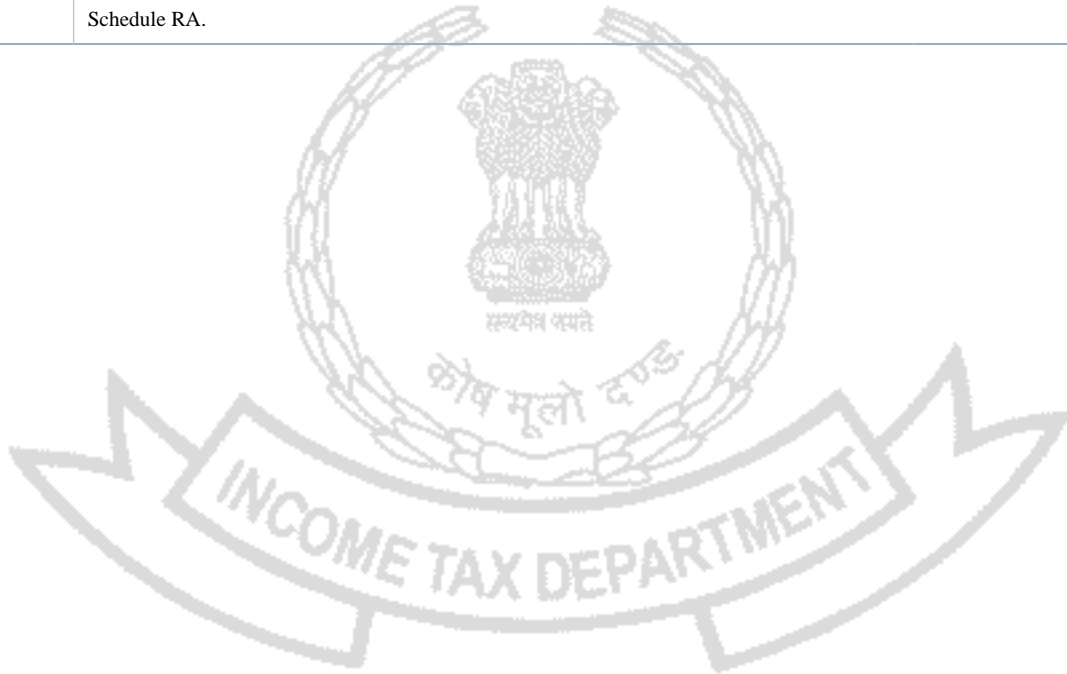 Schedule RA.
सत्यमेव जयते
कोष मूलो दण्ड:
INCOME TAX DEPARTMENT